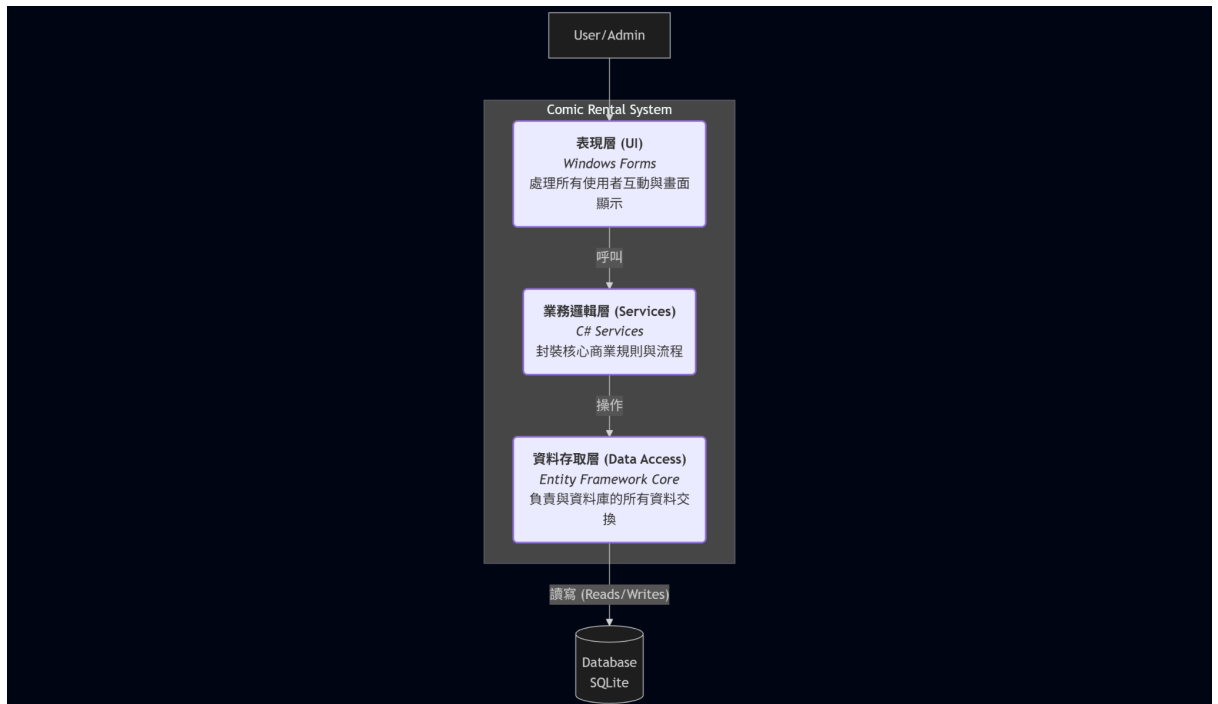 User/Admin
Comic Rental System
表現層 (UI)
Windows Forms
處理所有使用者互動與畫面
顯示
呼叫
業務邏輯層 (Services)
C# Services
封裝核心商業規則與流程
操作
資料存取層 (Data Access)
Entity Framework Core
負責與資料庫的所有資料交
換
讀寫 (Reads/Writes)
Database
SQLite